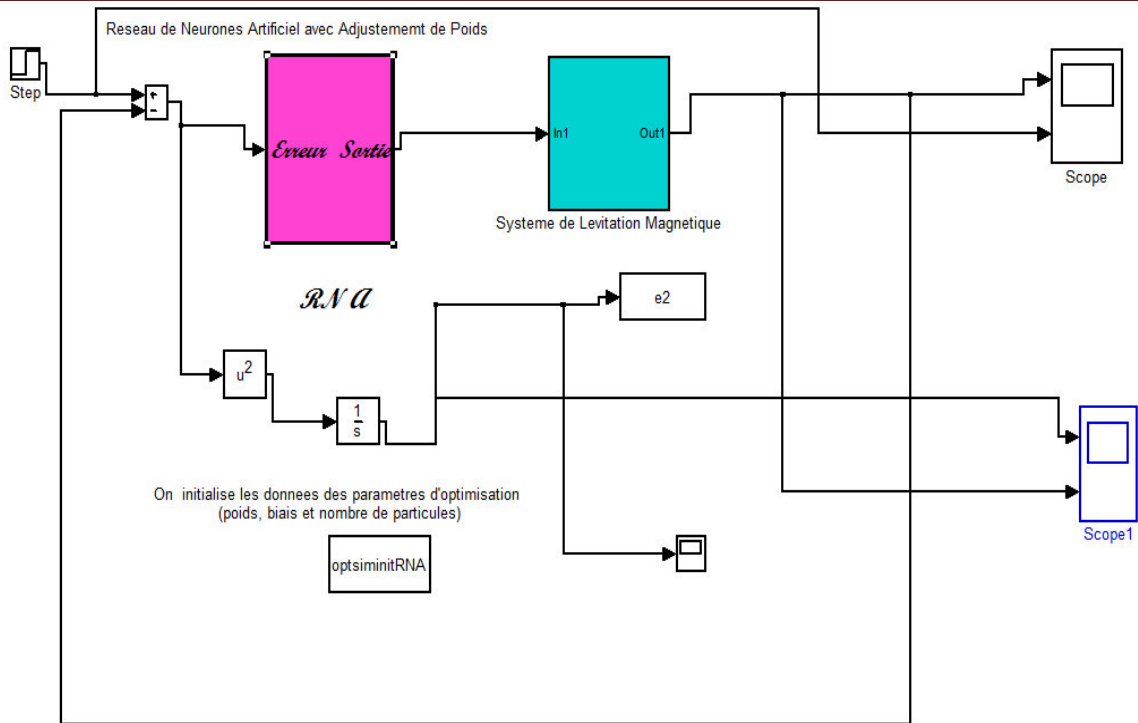 Reseau de Neurones Artificiel avec Adjustememt de Poids
Step
+
−
Erreur Sortie
In1 Out1
Scope
Systeme de Levitation Magnetique
RNA
e2
u²
1
s
On initialise les donnees des parametres d'optimisation
(poids, biais et nombre de particules)
optsiminitRNA
Scope1